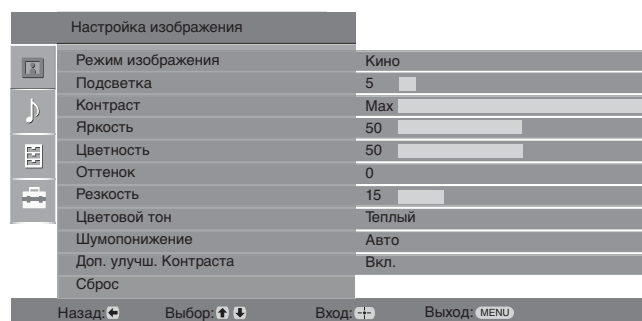 Настройка изображения
Режим изображения Кино
Подсветка 5
Контраст Max
Яркость 50
Цветность 50
Оттенок 0
Резкость 15
Цветовой тон Теплый
Шумопонижение Авто
Доп. улучш. Контраста Вкл.
Сброс
Назад: Выбор: Вход: Выход: MENU